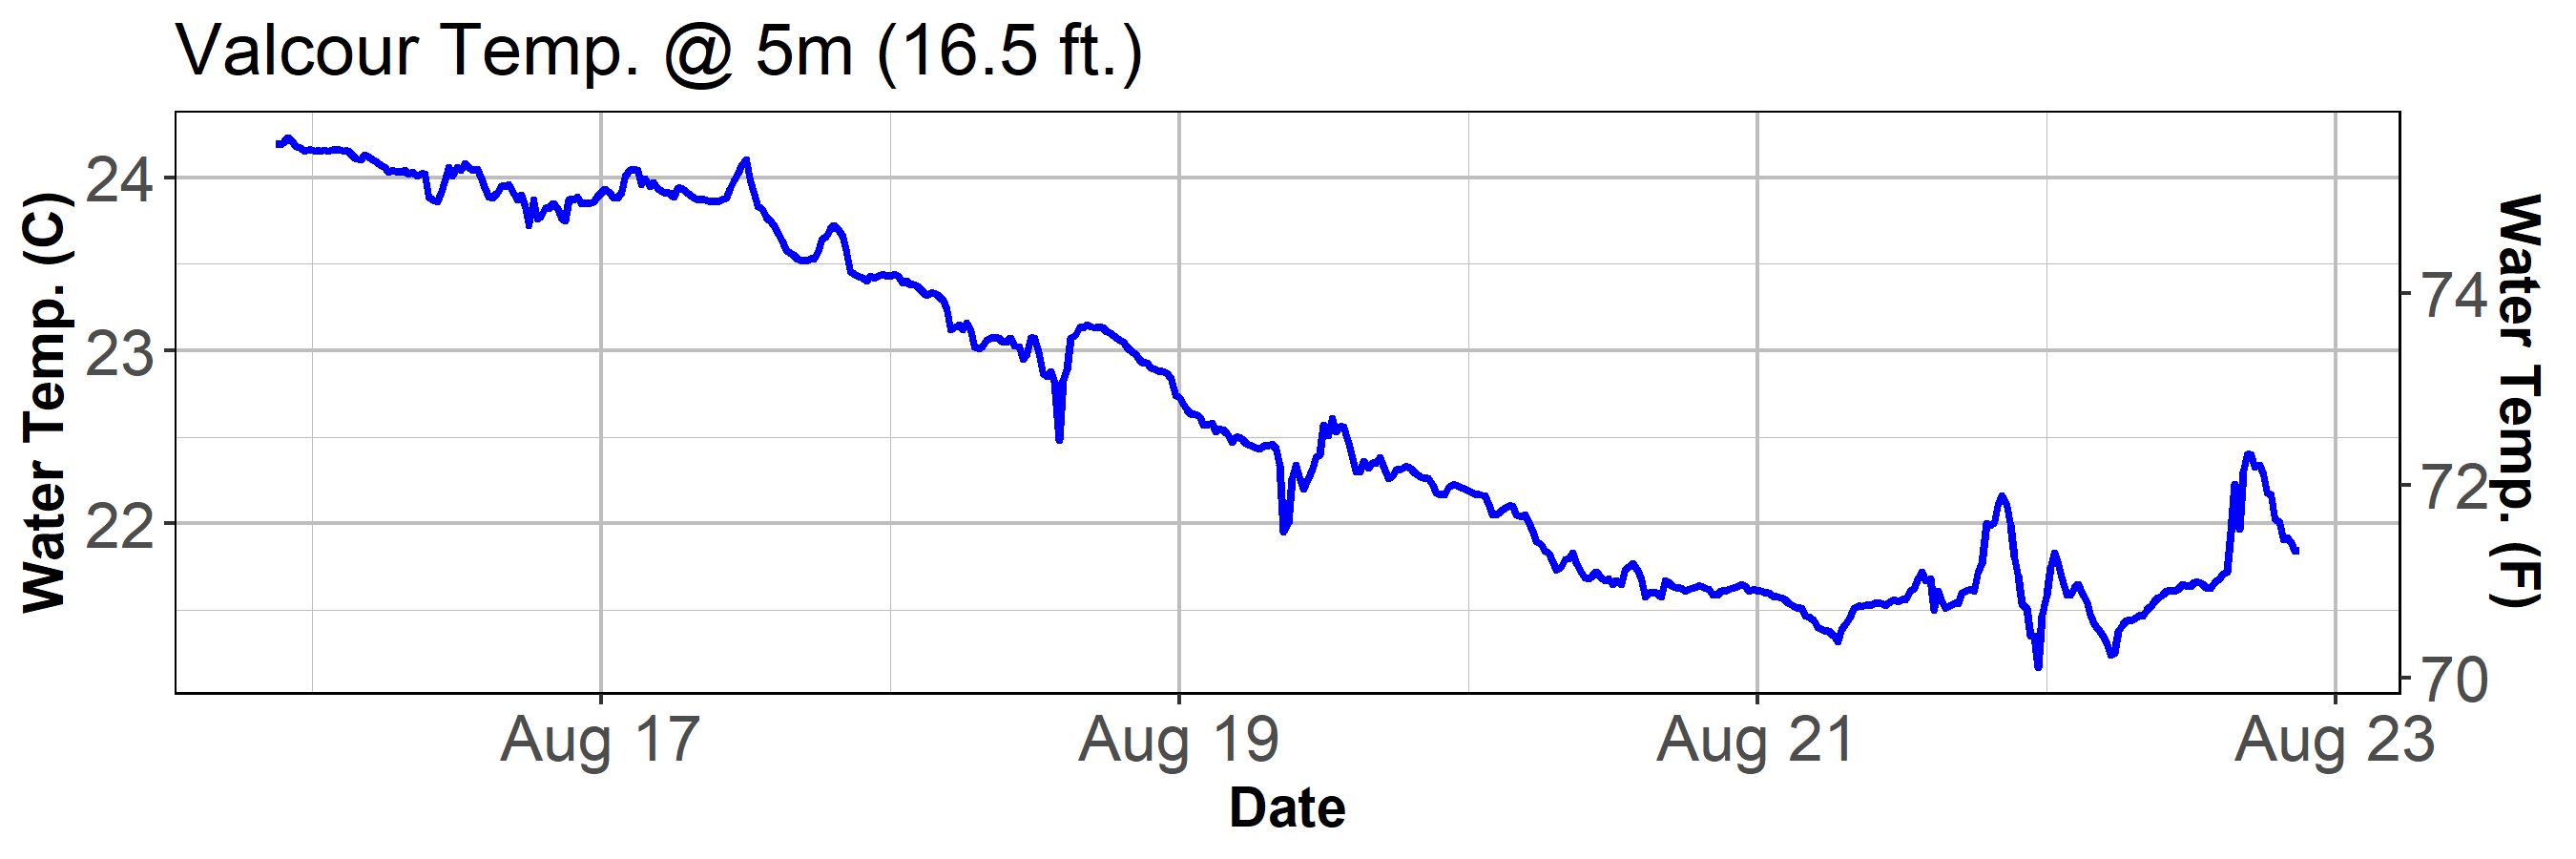 Valcour Temp. @ 5m (16.5 ft.)
Water Temp. (C)
24
23
22
74
72
70
Water Temp. (F)
Aug 17 Aug 19 Aug 21 Aug 23
Date